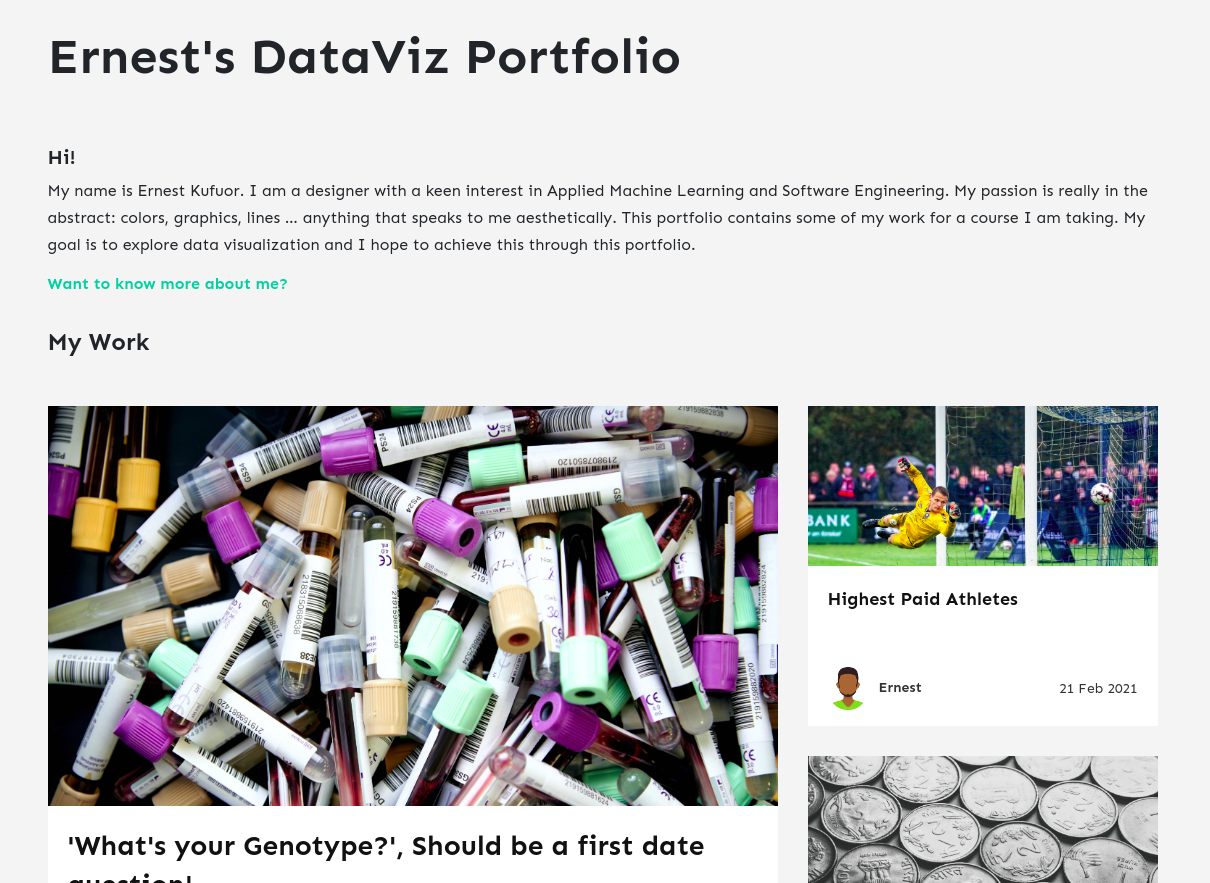 Ernest's DataViz Portfolio
Hi!
My name is Ernest Kufuor. I am a designer with a keen interest in Applied Machine Learning and Software Engineering. My passion is really in the
abstract: colors, graphics, lines ... anything that speaks to me aesthetically. This portfolio contains some of my work for a course I am taking. My
goal is to explore data visualization and I hope to achieve this through this portfolio.
Want to know more about me?
My Work
BANK
Highest Paid Athletes
Ernest
21 Feb 2021
'What's your Genotype?', Should be a first date
question!